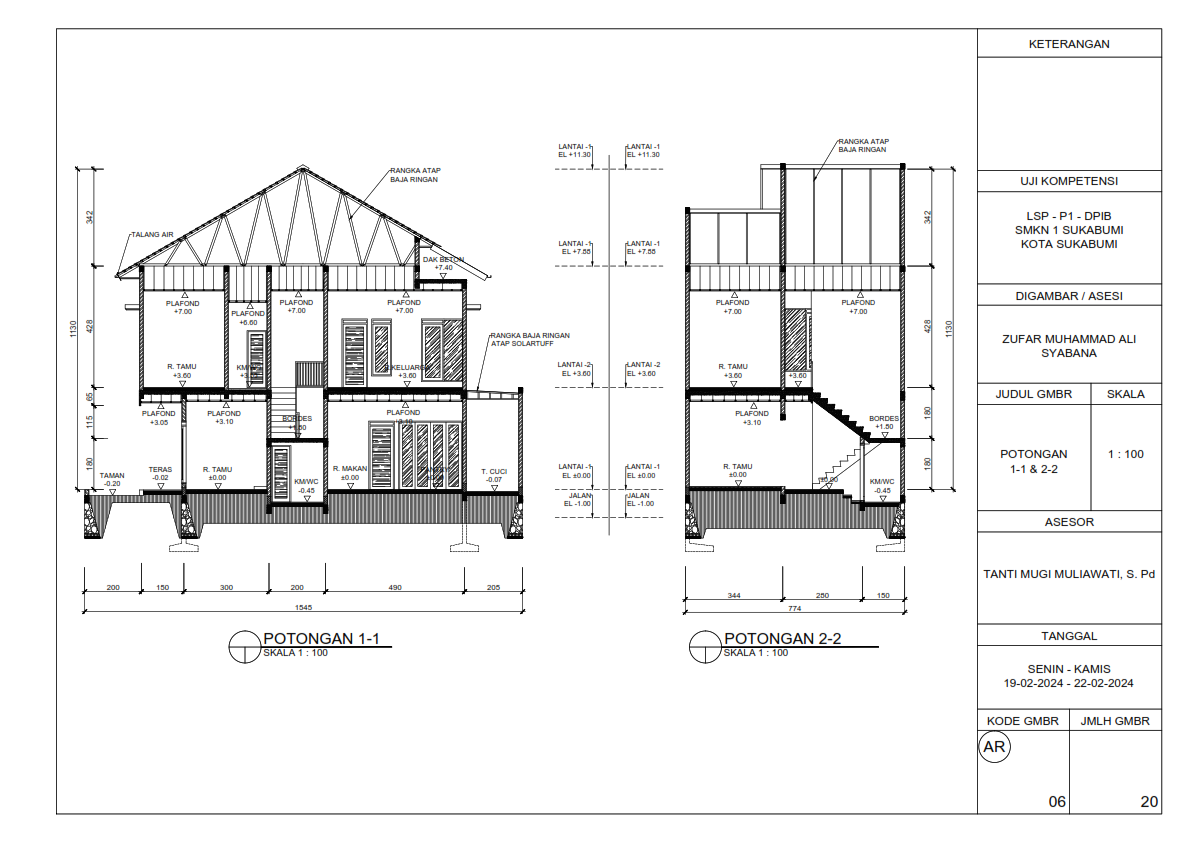 RANGKA ATAP
BAJA RINGAN
TALANG AIR
DAK BETON
+7.40
PLAFOND
+7.00
PLAFOND
+6.60
PLAFOND
+7.00
PLAFOND
+7.00
RANGKA BAJA RINGAN
ATAP SOLARTUFF
R. TAMU
+3.60
R. KELUARGA
+3.60
PLAFOND
+3.05
PLAFOND
+3.10
BORDES
+1.80
PLAFOND
+3.10
TAMAN
-0.20
TERAS
-0.02
R. TAMU
±0.00
KM/WC
-0.45
R. MAKAN
±0.00
T. CUCI
-0.07
342
428
65
115
180
1130
200
150
300
200
490
205
1545
POTONGAN 1-1
SKALA 1 : 100
LANTAI -1
EL +11.30
LANTAI -1
EL +11.30
LANTAI -1
EL +7.88
LANTAI -1
EL +7.88
LANTAI -2
EL +3.60
LANTAI -2
EL +3.60
LANTAI -1
EL ±0.00
LANTAI -1
EL ±0.00
JALAN
EL -1.00
JALAN
EL -1.00
RANGKA ATAP
BAJA RINGAN
PLAFOND
+7.00
PLAFOND
+7.00
R. TAMU
+3.60
+3.60
PLAFOND
+3.10
BORDES
+1.80
R. TAMU
±0.00
±0.00
KM/WC
-0.45
342
428
180
180
1130
344
280
150
774
POTONGAN 2-2
SKALA 1 : 100
KETERANGAN
UJI KOMPETENSI
LSP - P1 - DPIB
SMKN 1 SUKABUMI
KOTA SUKABUMI
DIGAMBAR / ASESI
ZUFAR MUHAMMAD ALI
SYABANA
JUDUL GMBR
SKALA
POTONGAN
1-1 & 2-2
1 : 100
ASESOR
TANTI MUGI MULIAWATI, S. Pd
TANGGAL
SENIN - KAMIS
19-02-2024 - 22-02-2024
KODE GMBR
JMLH GMBR
AR
06
20